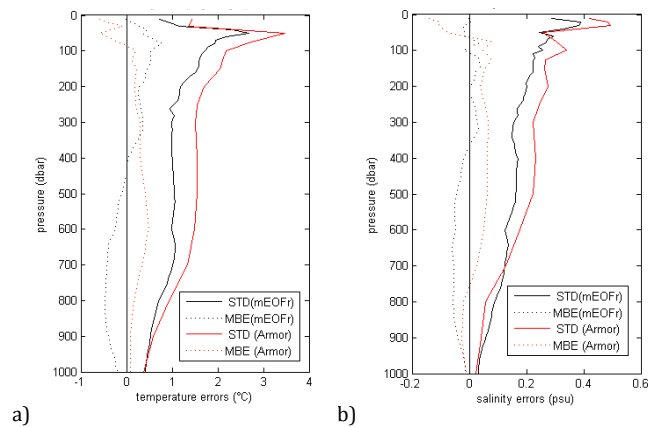 0
100
200
300
400
500
600
700
800
900
1000
pressure (dbar)
-1 0 1 2 3 4
temperature errors (°C)
STD(mEOFr)
MBE(mEOFr)
STD (Armor)
MBE (Armor)
a)
0
100
200
300
400
500
600
700
800
900
1000
pressure (dbar)
-0.2 0 0.2 0.4 0.6
salinity errors (psu)
STD(mEOFr)
MBE(mEOFr)
STD (Armor)
MBE (Armor)
b)